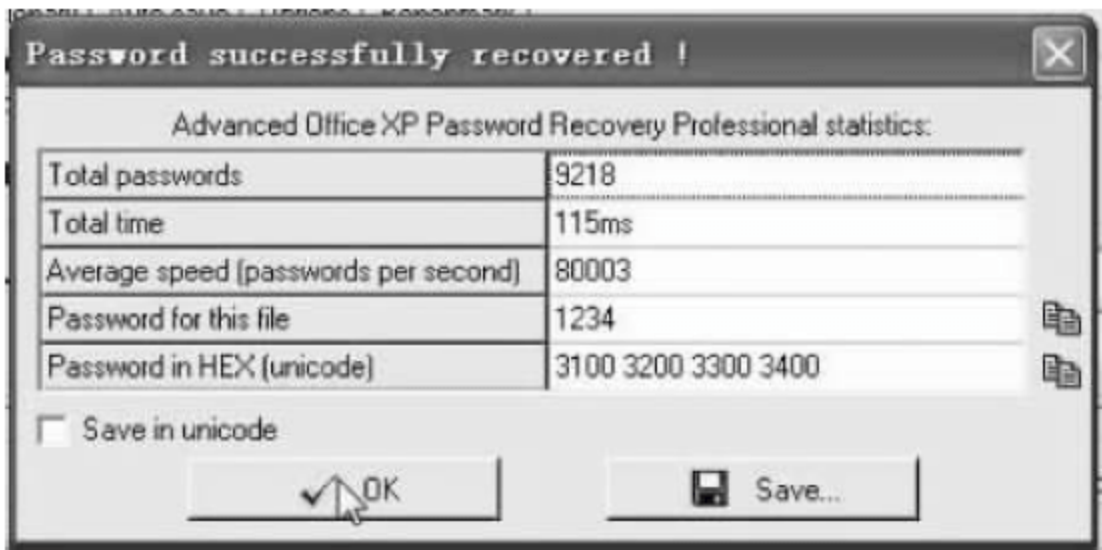 Password successfully recovered !
Advanced Office XP Password Recovery Professional statistics:
Total passwords 9218
Total time 115ms
Average speed (passwords per second) 80003
Password for this file 1234
Password in HEX (unicode) 3100 3200 3300 3400
Save in unicode
OK Save...